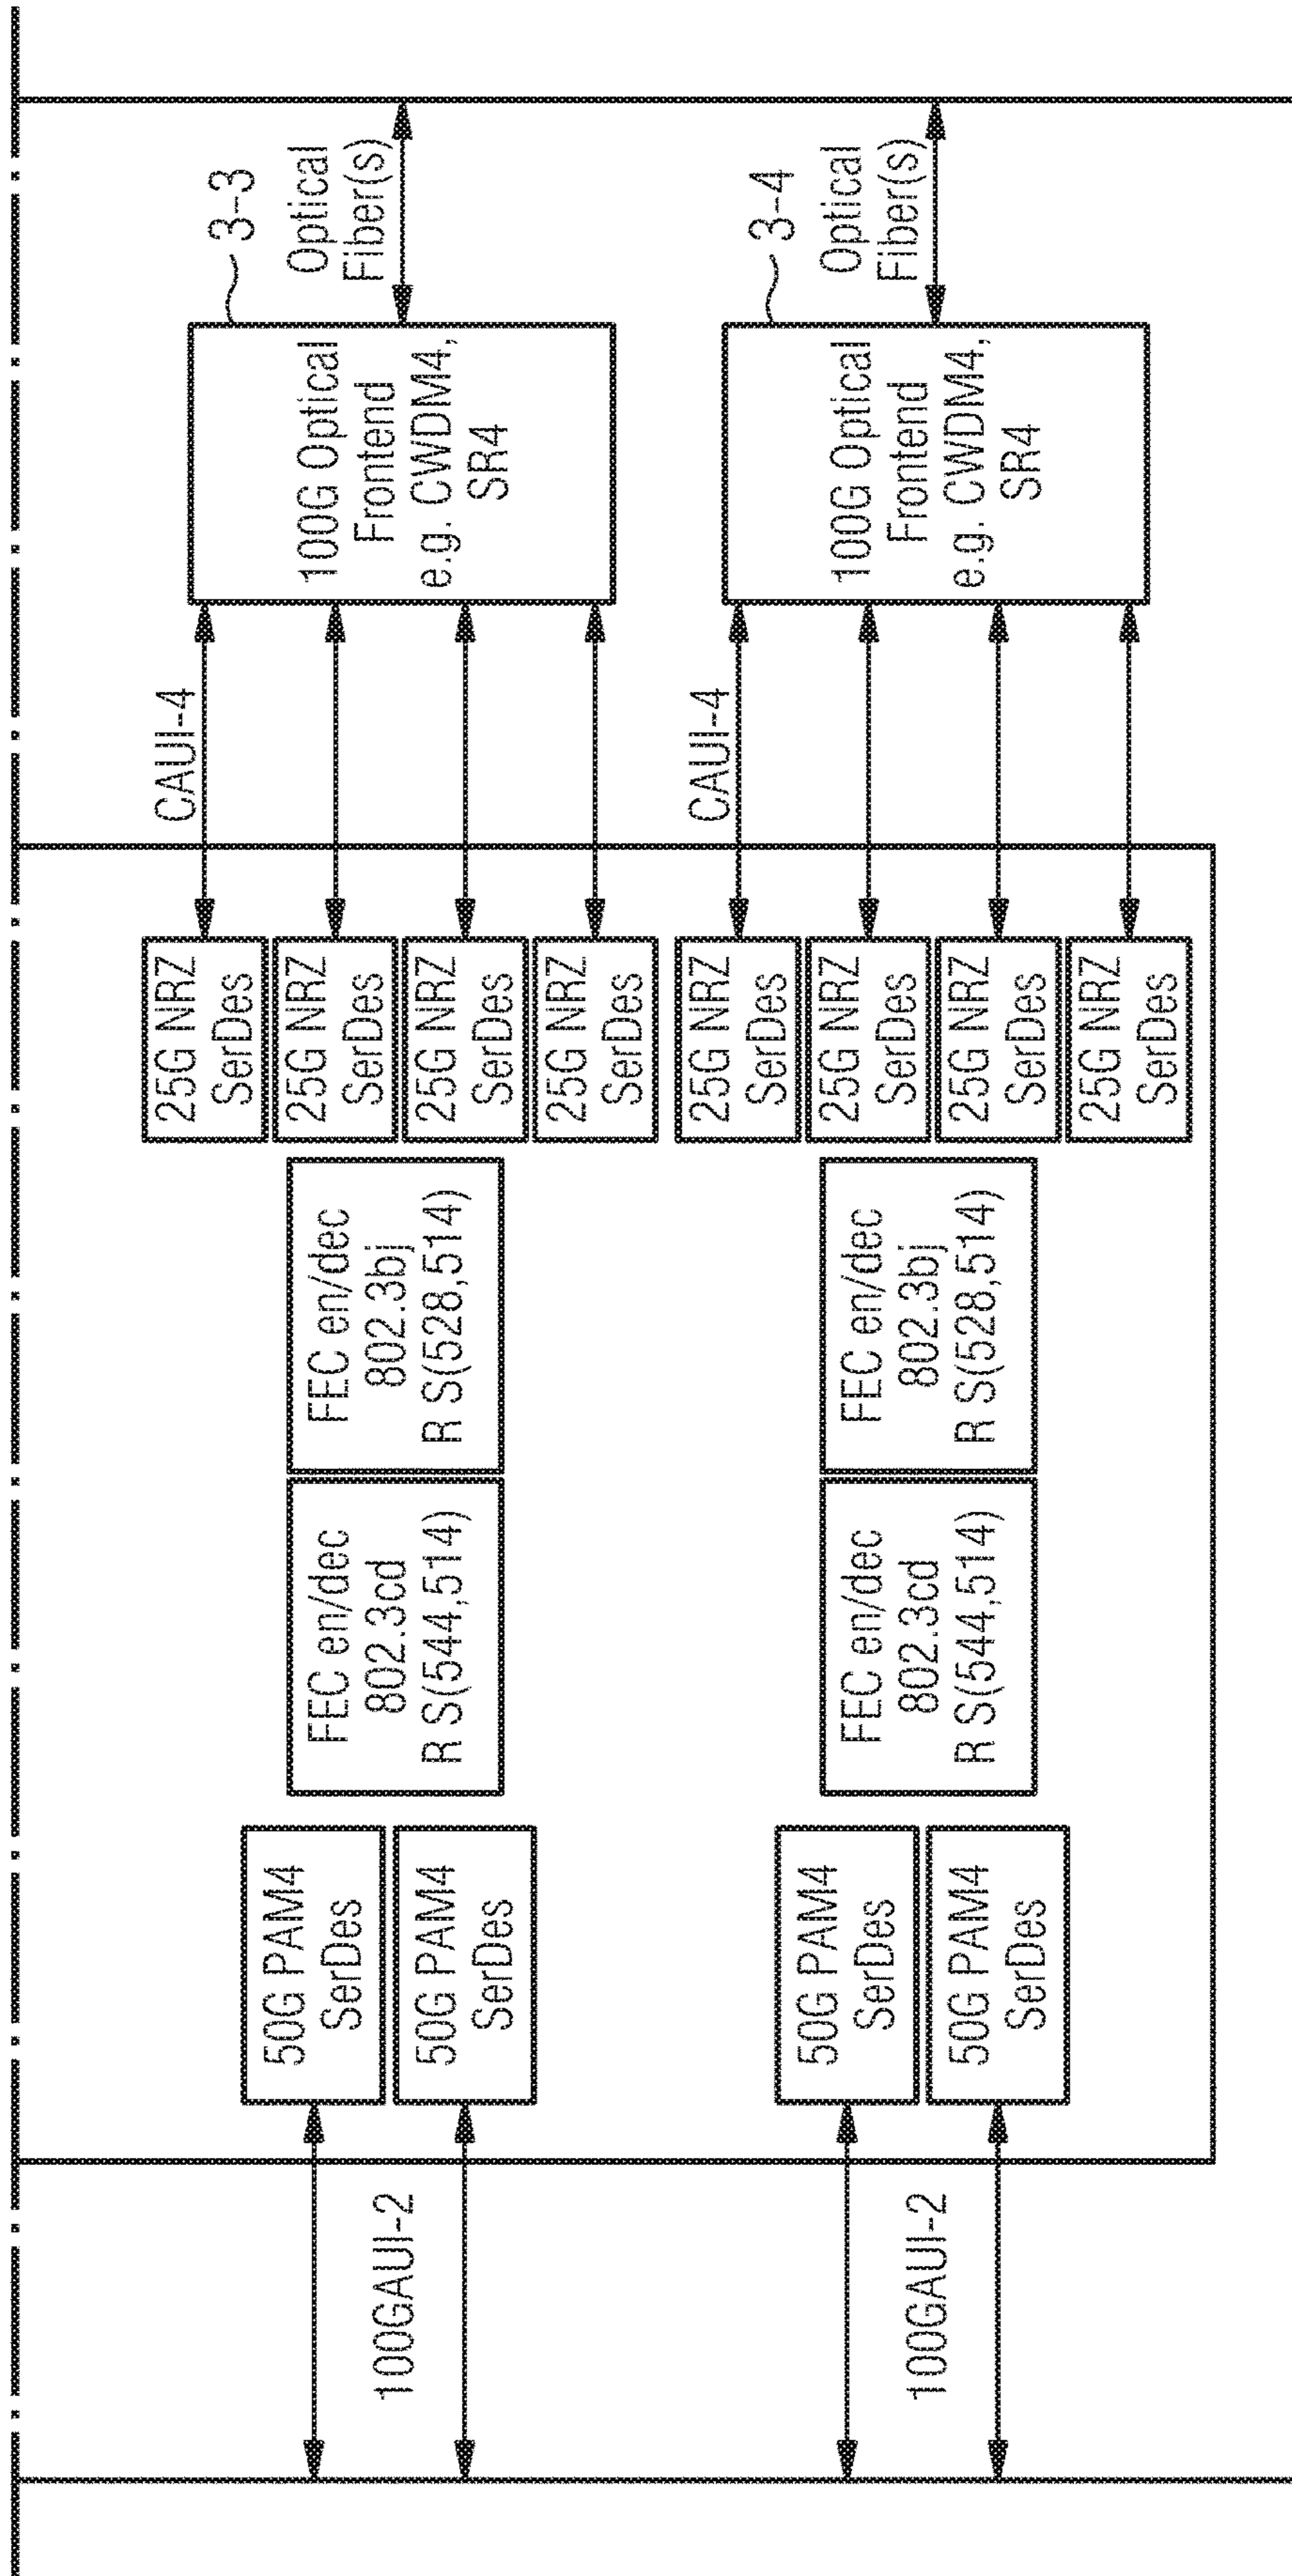 100GAUI-2
50G PAM4
SerDes
50G PAM4
SerDes
FEC en/dec
802.3cd
R S(544,514)
FEC en/dec
802.3bj
R S(528,514)
25G NRZ
SerDes
25G NRZ
SerDes
25G NRZ
SerDes
25G NRZ
SerDes
CAUI-4
100G Optical
Frontend
e.g. CWDM4,
SR4
3-3
Optical
Fiber(s)
100GAUI-2
50G PAM4
SerDes
50G PAM4
SerDes
FEC en/dec
802.3cd
R S(544,514)
FEC en/dec
802.3bj
R S(528,514)
25G NRZ
SerDes
25G NRZ
SerDes
25G NRZ
SerDes
25G NRZ
SerDes
CAUI-4
100G Optical
Frontend
e.g. CWDM4,
SR4
3-4
Optical
Fiber(s)